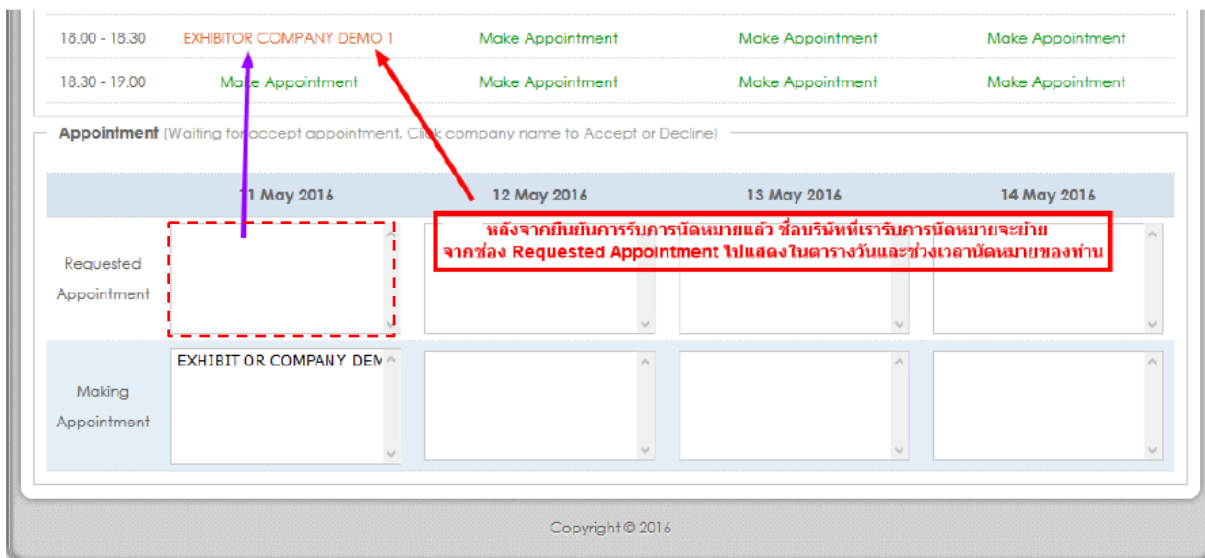 18.00 - 18.30 EXHIBITOR COMPANY DEMO 1 Make Appointment Make Appointment Make Appointment
18.30 - 19.00 Make Appointment Make Appointment Make Appointment Make Appointment
Appointment (Waiting for accept appointment, Click company name to Accept or Decline)
11 May 2016 12 May 2016 13 May 2016 14 May 2016
หลังจากยืนยันการรับการนัดหมายแล้ว ชื่อบริษัทที่เรารับการนัดหมายจะย้าย
จากช่อง Requested Appointment ไปแสดงในตารางวันและช่วงเวลานัดหมายของท่าน
Requested
Appointment
EXHIBITOR COMPANY DEM
Making
Appointment
Copyright © 2016